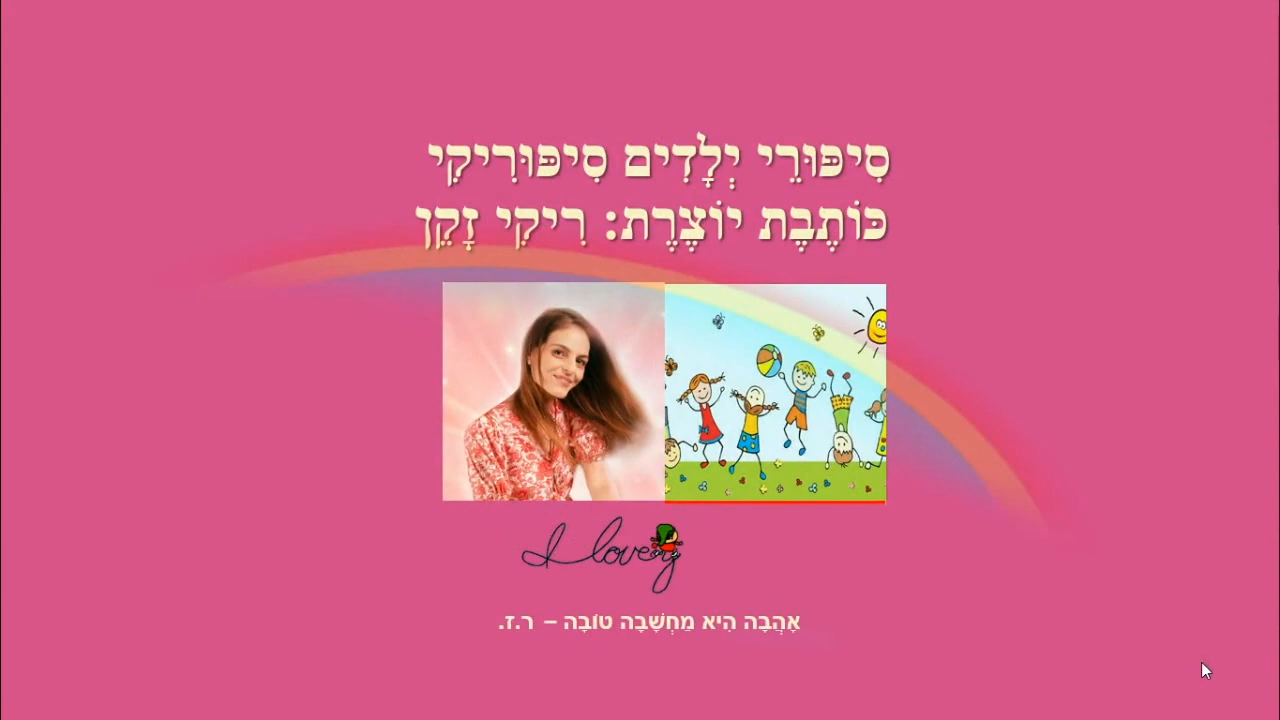 סִיפּוּרֵי יְלָדִים סִיפּוּרִיקִי
כּוֹתֶבֶת יוֹצֶרֶת: רִיקִי זָקֵן
I love
אָהֲבָה הִיא מַחְשָׁבָה טוֹבָה – ר.ז.